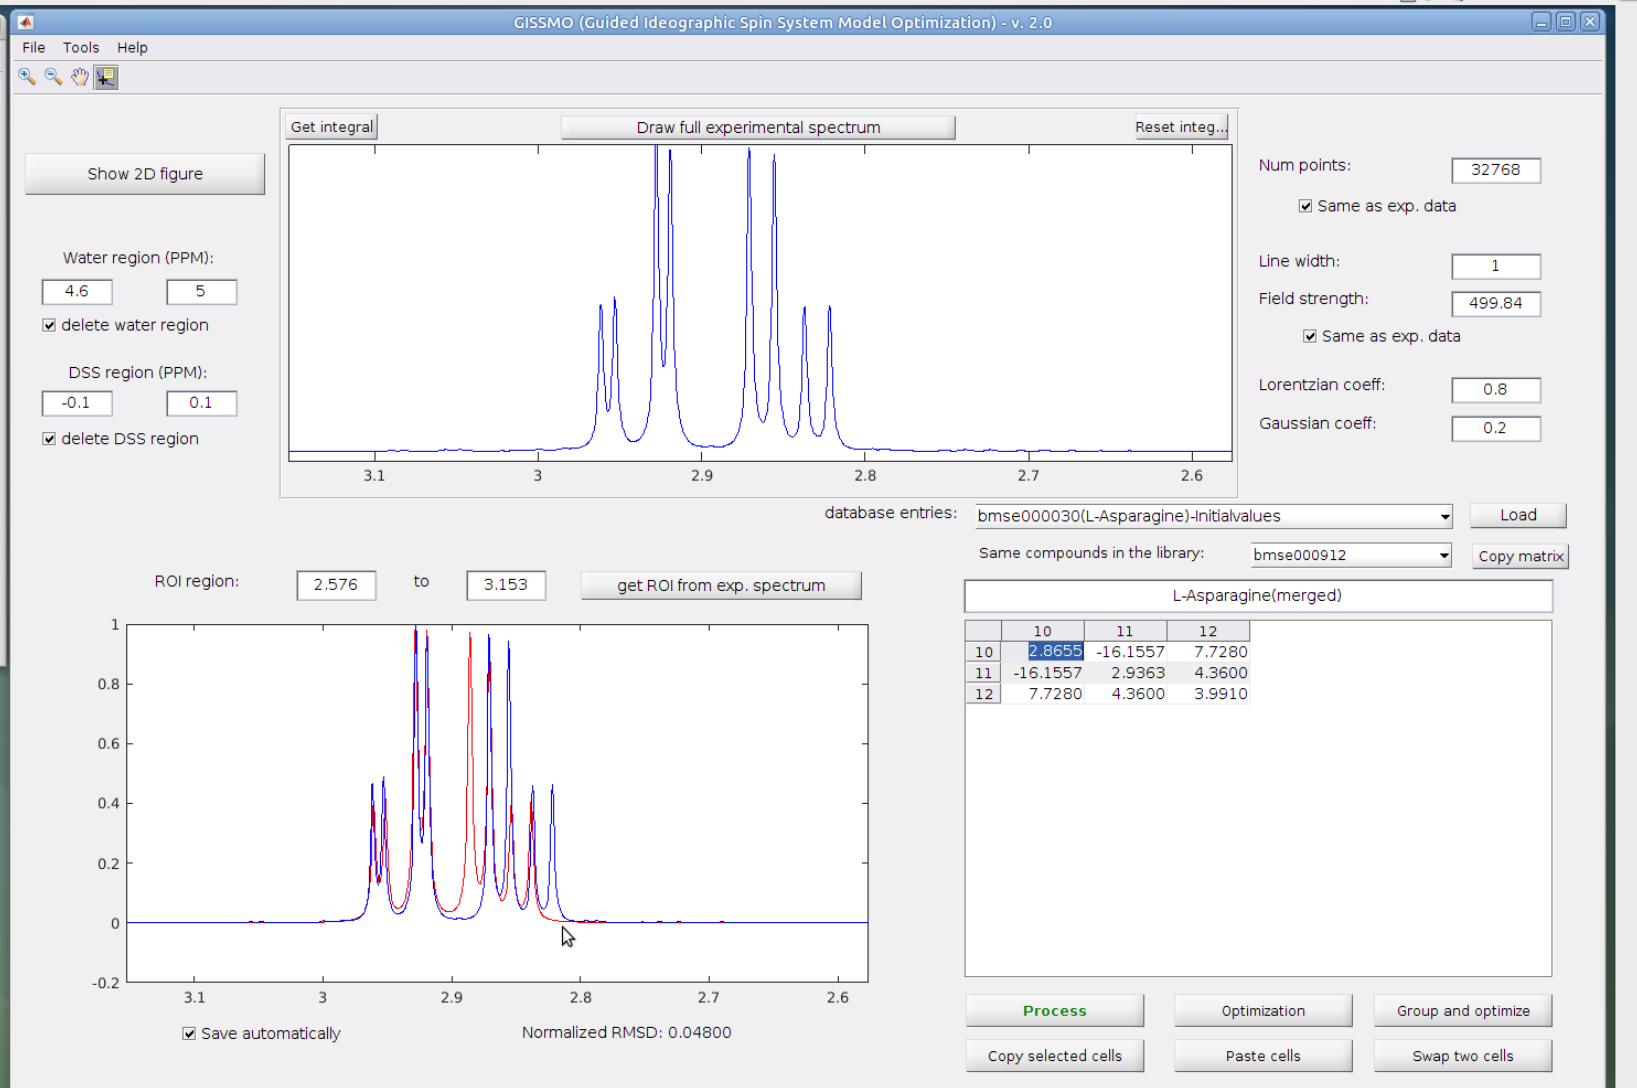 GISSMO (Guided Ideographic Spin System Model Optimization) - v. 2.0
File Tools Help
Get integral Draw full experimental spectrum Reset integ...
Show 2D figure
Water region (PPM):
4.6 5
delete water region
DSS region (PPM):
-0.1 0.1
delete DSS region
3.1 3 2.9 2.8 2.7 2.6
Num points: 32768
Same as exp. data
Line width: 1
Field strength: 499.84
Same as exp. data
Lorentzian coeff: 0.8
Gaussian coeff: 0.2
database entries: bmse000030(L-Asparagine)-Initialvalues Load
Same compounds in the library: bmse000912 Copy matrix
ROI region: 2.576 to 3.153 get ROI from exp. spectrum
L-Asparagine(merged)
10 11 12
10 2.8655 -16.1557 7.7280
11 -16.1557 2.9363 4.3600
12 7.7280 4.3600 3.9910
1
0.8
0.6
0.4
0.2
0
-0.2
3.1 3 2.9 2.8 2.7 2.6
Save automatically Normalized RMSD: 0.04800
Process Optimization Group and optimize
Copy selected cells Paste cells Swap two cells